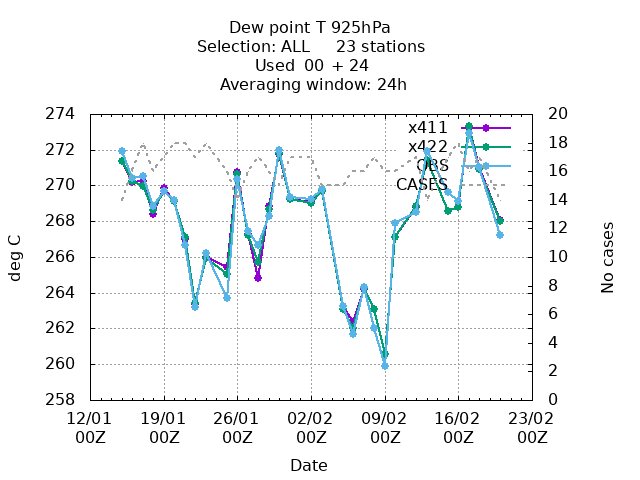 Dew point T 925hPa
Selection: ALL 23 stations
Used 00 + 24
Averaging window: 24h
274 20
x411
18
272 x422
OBS
16
270 CASES
14
268
12
266 10
264 8
6
262
4
260
2
258 0
deg C
No cases
12/01 19/01 26/01 02/02 09/02 16/02 23/02
00Z 00Z 00Z 00Z 00Z 00Z 00Z
Date